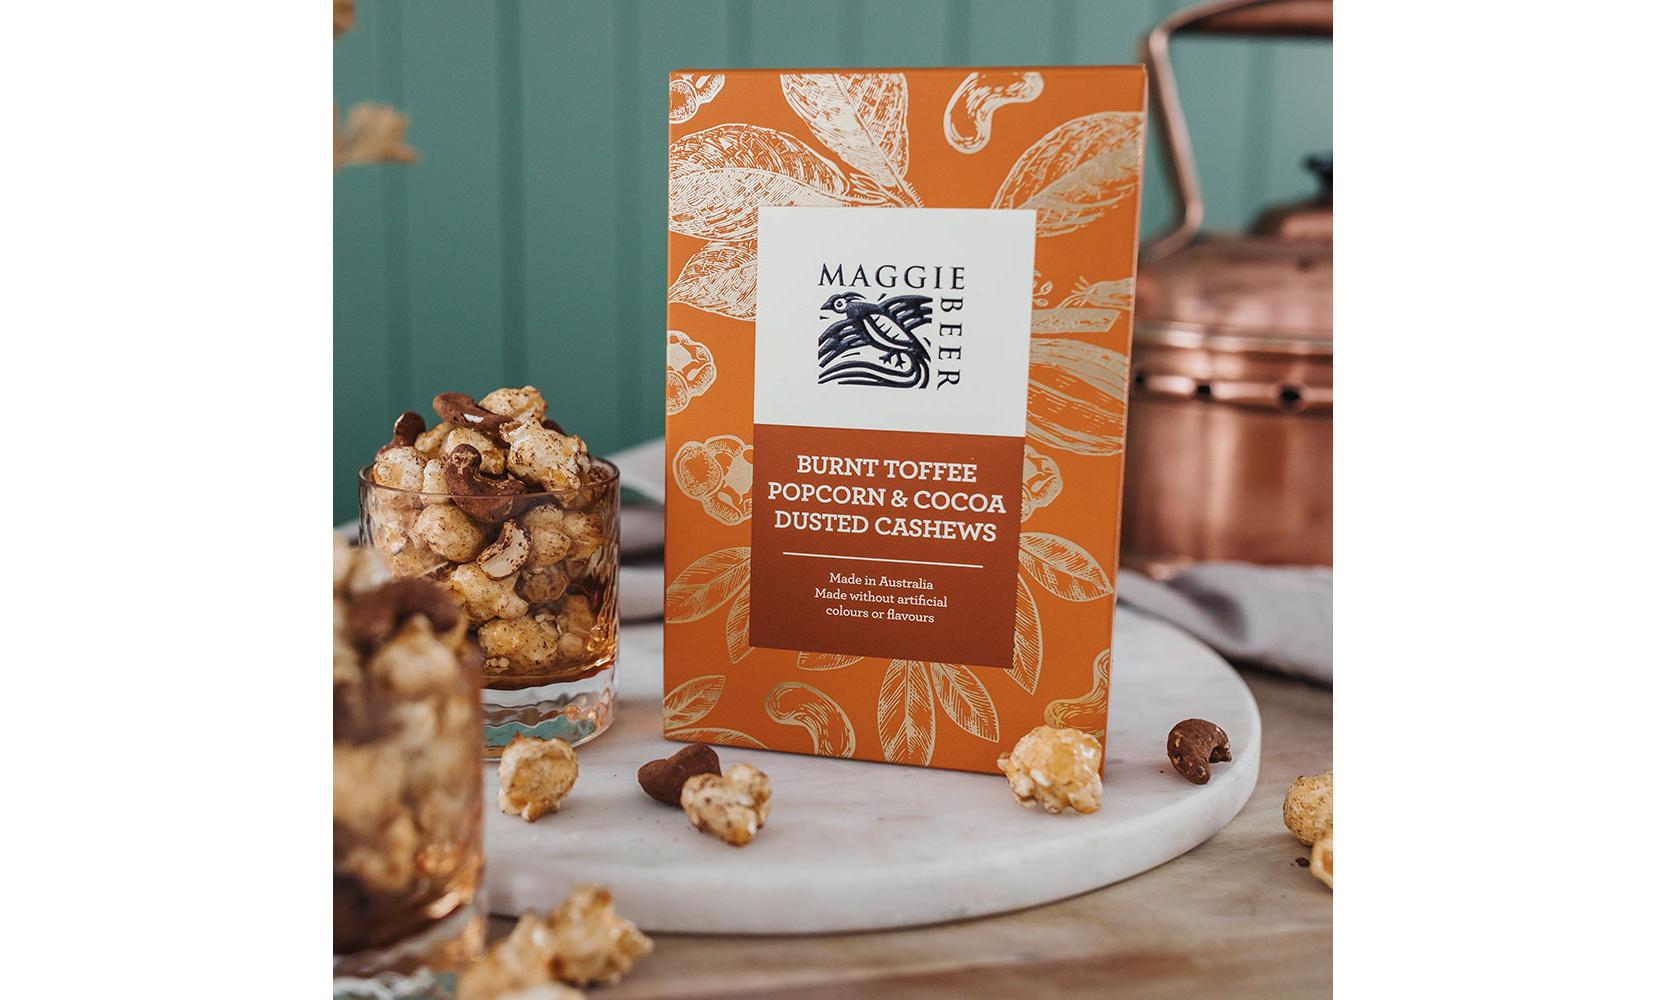 MAGGIE
BEER
BURNT TOFFEE
POPCORN & COCOA
DUSTED CASHEWS
Made in Australia
Made without artificial
colours or flavours